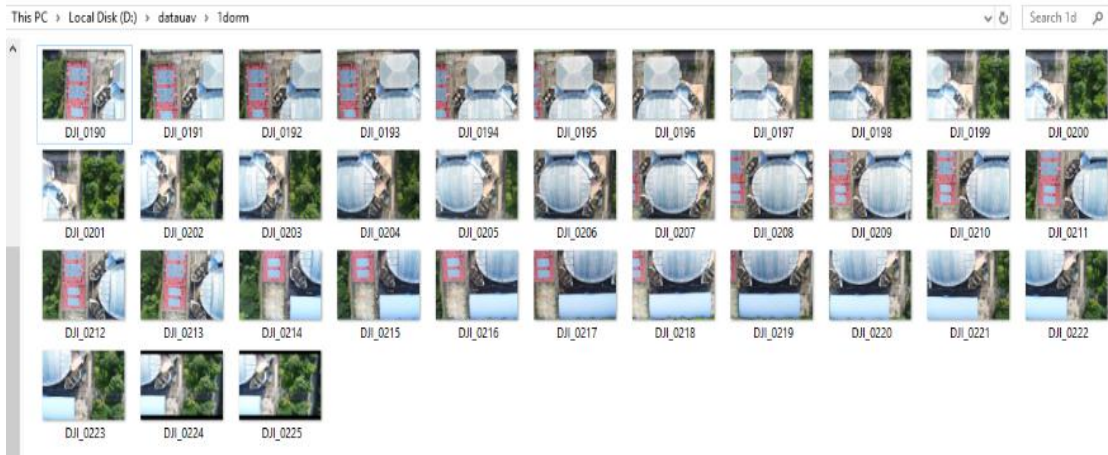 This PC > Local Disk (D:) > datauav > 1dorm Search 1d
DJI_0190 DJI_0191 DJI_0192 DJI_0193 DJI_0194 DJI_0195 DJI_0196 DJI_0197 DJI_0198 DJI_0199 DJI_0200
DJI_0201 DJI_0202 DJI_0203 DJI_0204 DJI_0205 DJI_0206 DJI_0207 DJI_0208 DJI_0209 DJI_0210 DJI_0211
DJI_0212 DJI_0213 DJI_0214 DJI_0215 DJI_0216 DJI_0217 DJI_0218 DJI_0219 DJI_0220 DJI_0221 DJI_0222
DJI_0223 DJI_0224 DJI_0225